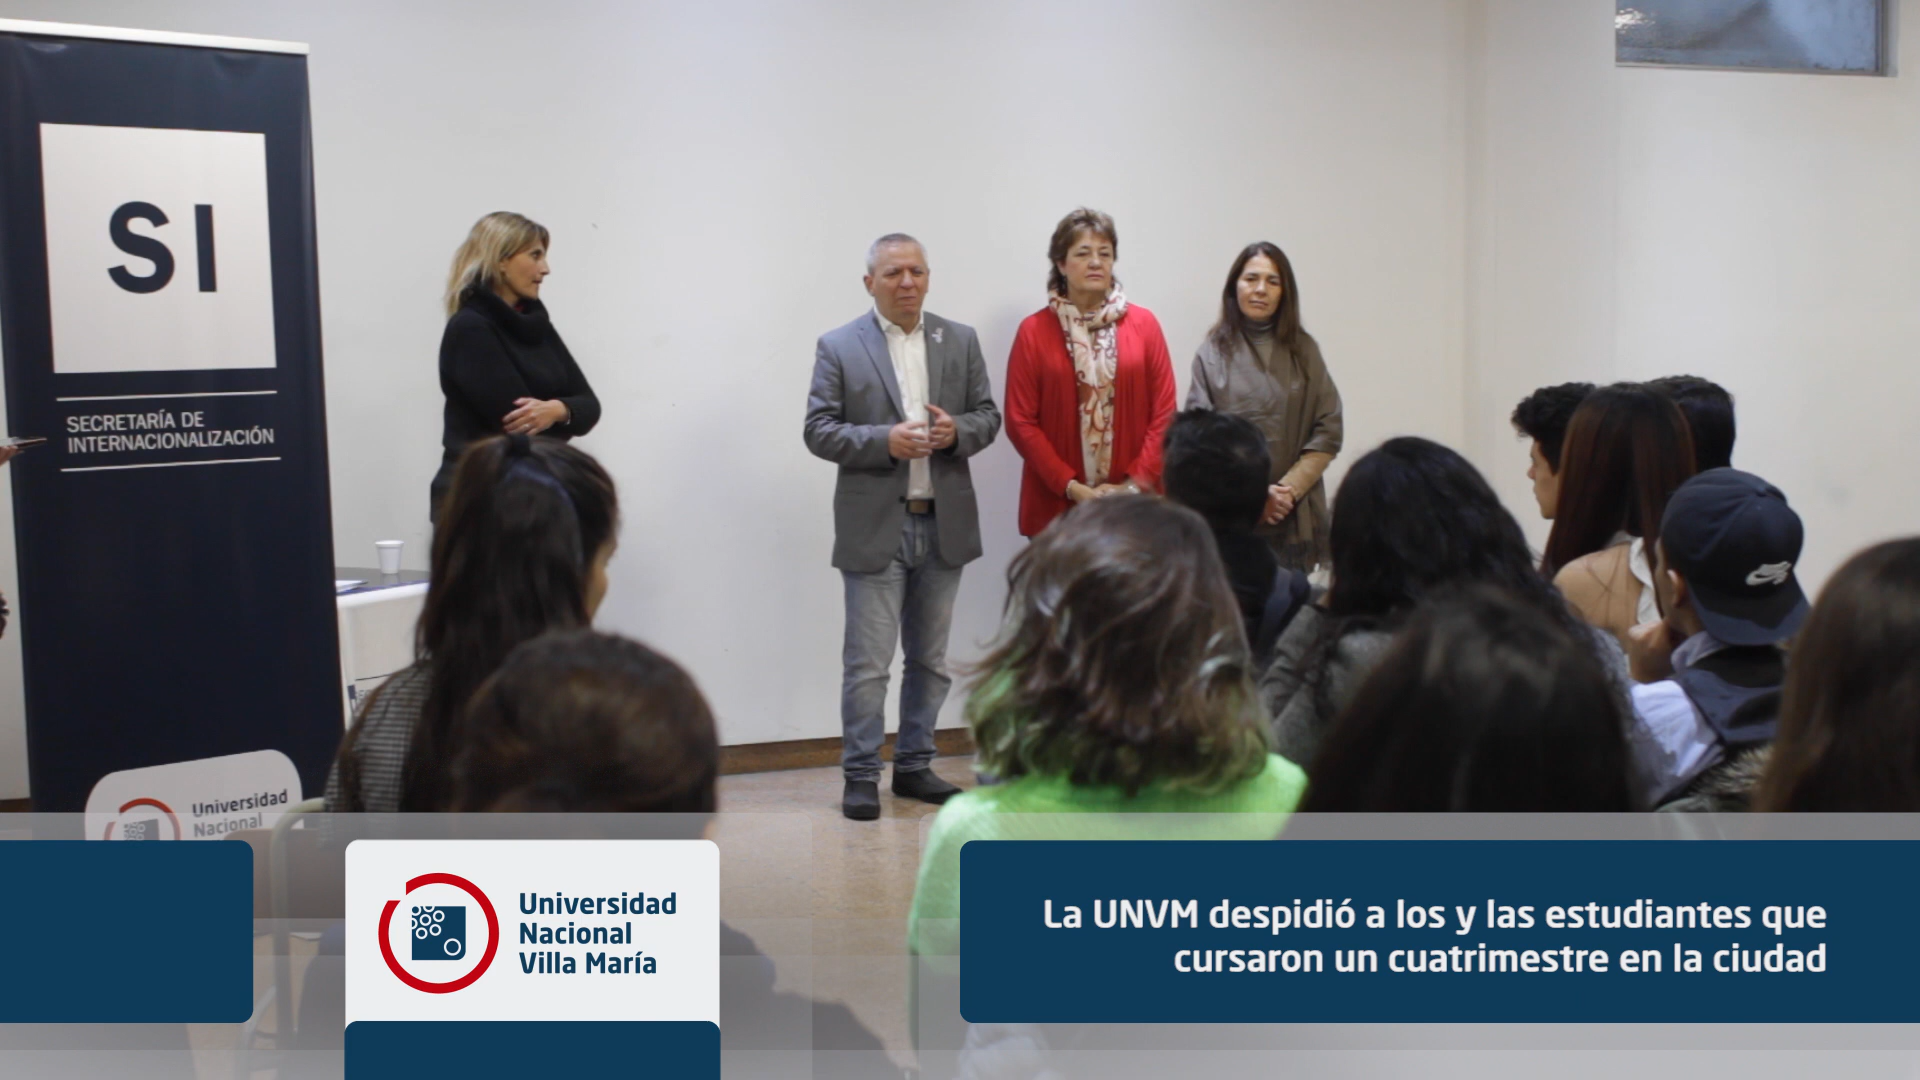 SI
SECRETARÍA DE
INTERNACIONALIZACIÓN
Universidad
Nacional
Universidad
Nacional
Villa María
La UNVM despidió a los y las estudiantes que
cursaron un cuatrimestre en la ciudad